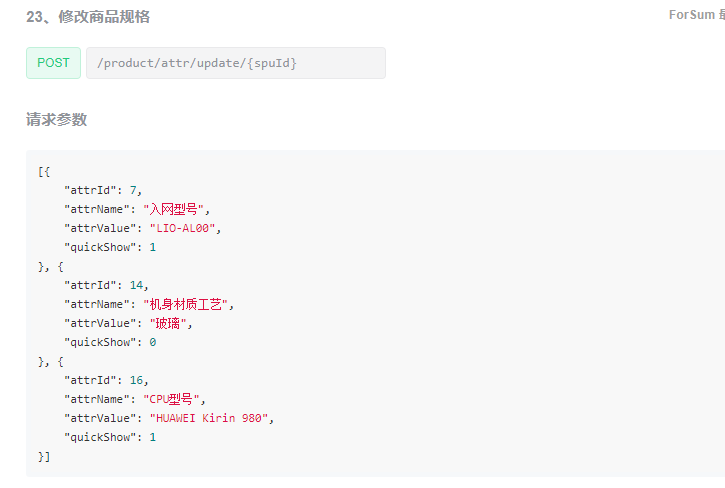 23、修改商品规格
ForSum
POST /product/attr/update/{spuId}
请求参数
[{
"attrId": 7,
"attrName": "入网型号",
"attrValue": "LIO-AL00",
"quickShow": 1
}, {
"attrId": 14,
"attrName": "机身材质工艺",
"attrValue": "玻璃",
"quickShow": 0
}, {
"attrId": 16,
"attrName": "CPU型号",
"attrValue": "HUAWEI Kirin 980",
"quickShow": 1
}]